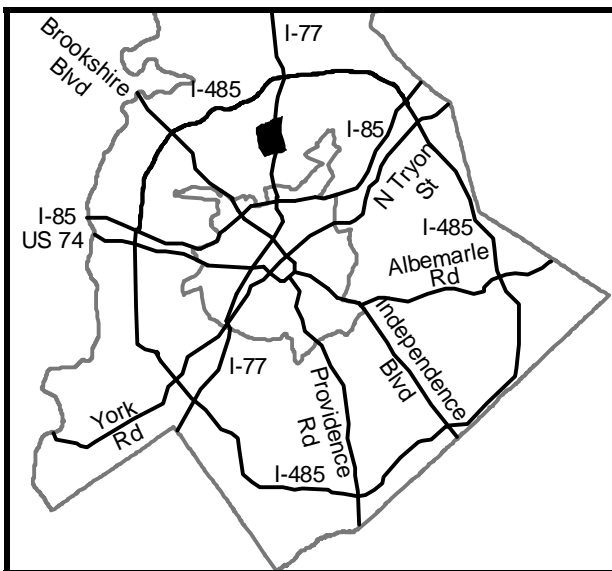 I-77
Brookshire
Blvd
I-485
I-85
N Tryon
St
I-85
US 74
I-485
Albemarle
Rd
Independence
Blvd
I-77
Providence
Rd
York
Rd
I-485